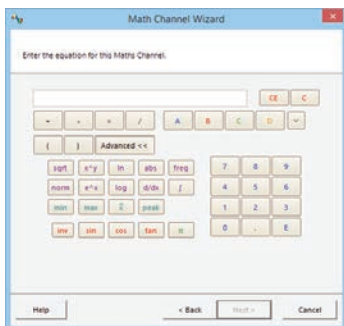 Math Channel Wizard
Enter the equation for this Maths Channel.
CE C
+ - × / A B C D
( ) Advanced <<
sqrt x^y ln abs freq 7 8 9
norm e^x log d/dx ∫ 4 5 6
min max x̄ peak 1 2 3
inv sin cos tan π 0 . E
Help < Back Next > Cancel